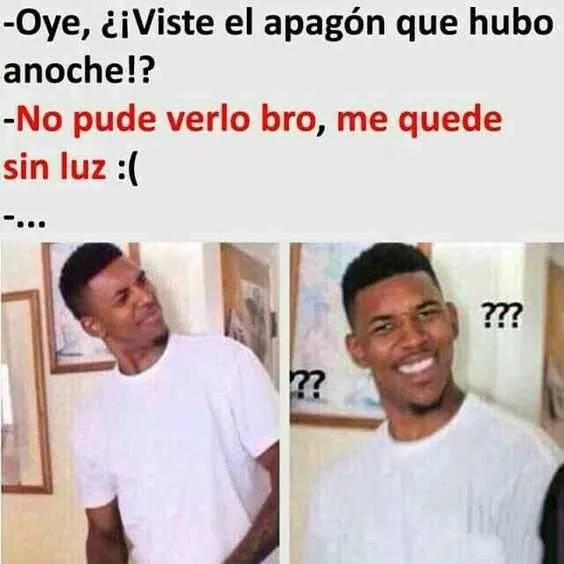 -Oye, ¿¡Viste el apagón que hubo
anoche!?
-No pude verlo bro, me quede
sin luz :(
-...
???
??